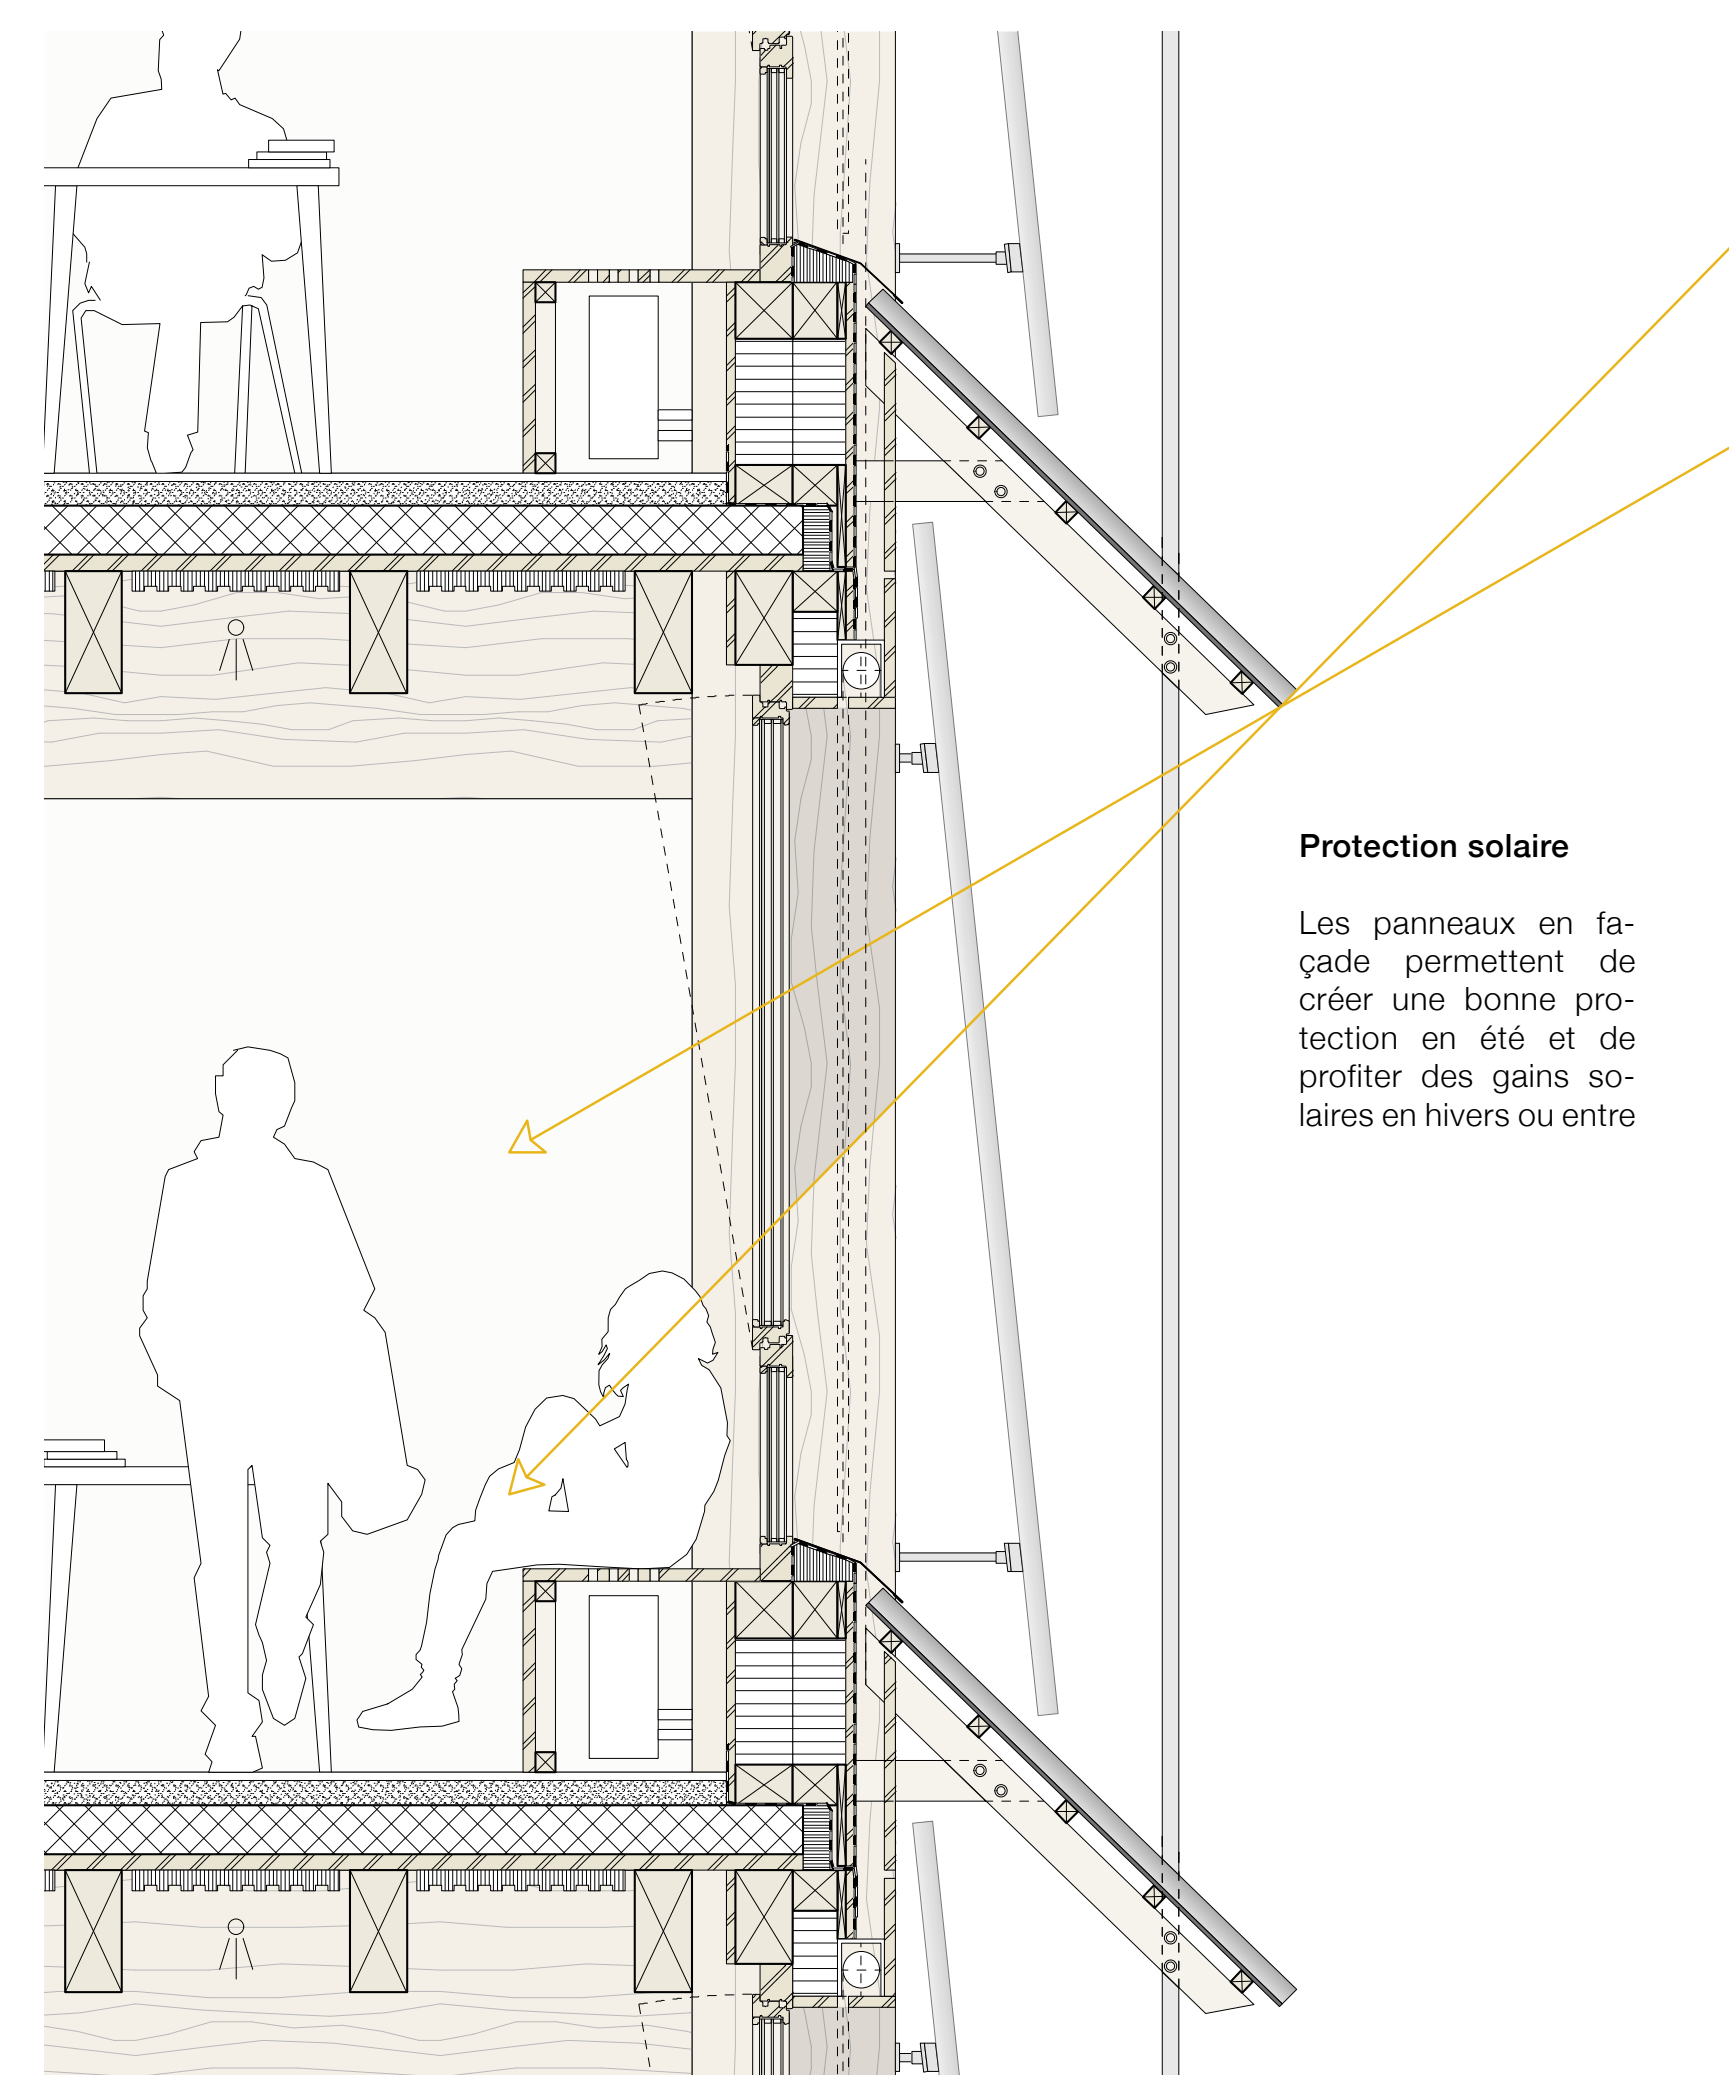 Protection solaire
Les panneaux en fa-
çade permettent de
créer une bonne pro-
tection en été et de
profiter des gains so-
laires en hivers ou entre